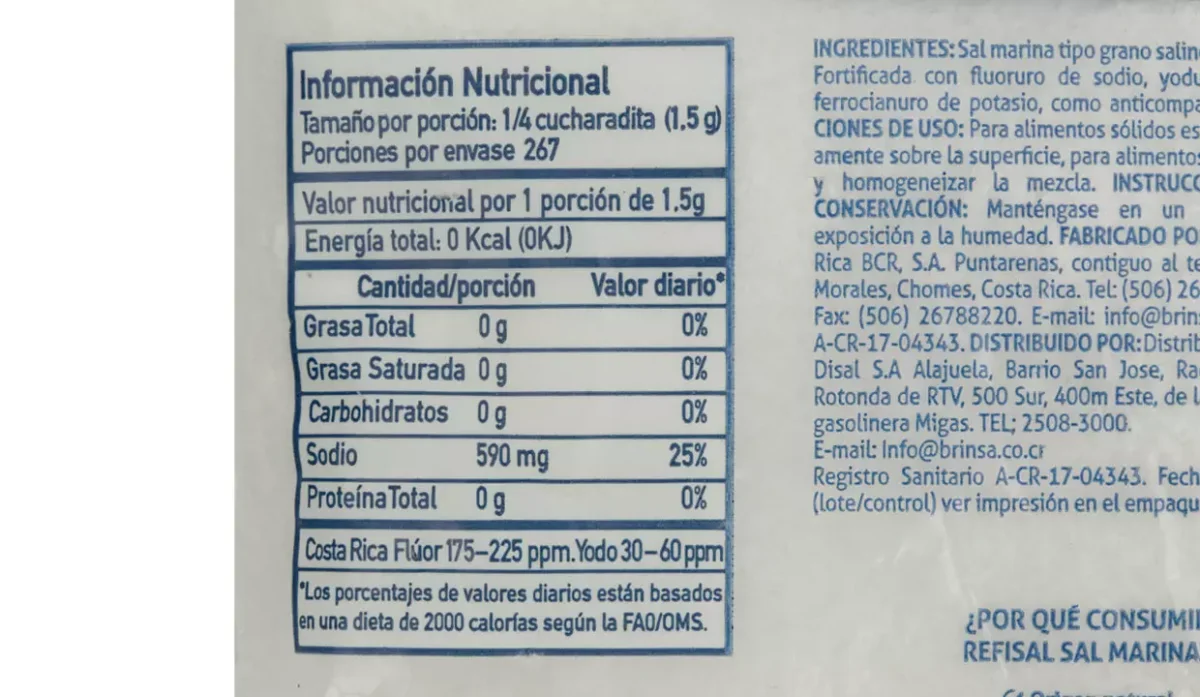 Información Nutricional
Tamaño por porción: 1/4 cucharadita (1.5 g)
Porciones por envase 267
Valor nutricional por 1 porción de 1.5g
Energía total: 0 Kcal (0KJ)
Cantidad/porción Valor diario*
Grasa Total 0 g 0%
Grasa Saturada 0 g 0%
Carbohidratos 0 g 0%
Sodio 590 mg 25%
Proteína Total 0 g 0%
Costa Rica Flúor 175-225 ppm. Yodo 30-60 ppm
*Los porcentajes de valores diarios están basados
en una dieta de 2000 calorías según la FAO/OMS.
INGREDIENTES: Sal marina tipo grano salin
Fortificada con fluoruro de sodio, yodu
ferrocianuro de potasio, como anticompa
CIONES DE USO: Para alimentos sólidos es
amente sobre la superficie, para alimentos
y homogeneizar la mezcla. INSTRUCC
CONSERVACIÓN: Manténgase en un
exposición a la humedad. FABRICADO PO
Rica BCR, S.A. Puntarenas, contiguo al te
Morales, Chomes, Costa Rica. Tel: (506) 26
Fax: (506) 26788220. E-mail: info@brins
A-CR-17-04343. DISTRIBUIDO POR: Distrib
Disal S.A Alajuela, Barrio San Jose, Ra
Rotonda de RTV, 500 Sur, 400m Este, de l
gasolinera Migas. TEL; 2508-3000.
E-mail: Info@brinsa.co.cr
Registro Sanitario A-CR-17-04343. Fech
(lote/control) ver impresión en el empaqu
¿POR QUÉ CONSUMI
REFISAL SAL MARINA